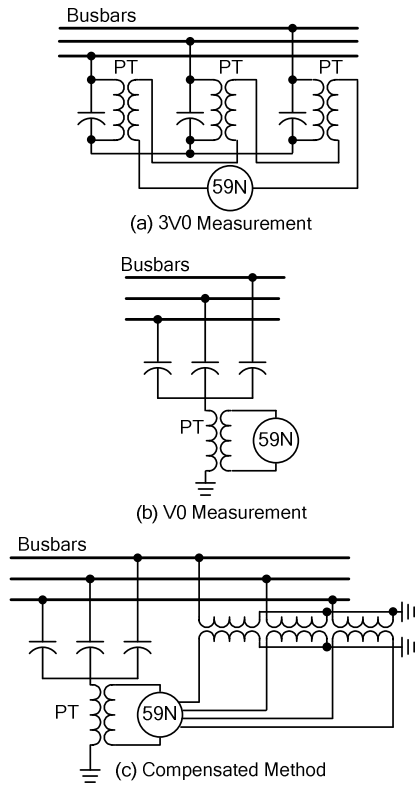 Busbars
PT PT PT
59N
(a) 3V0 Measurement
Busbars
PT
59N
(b) V0 Measurement
Busbars
PT
59N
(c) Compensated Method